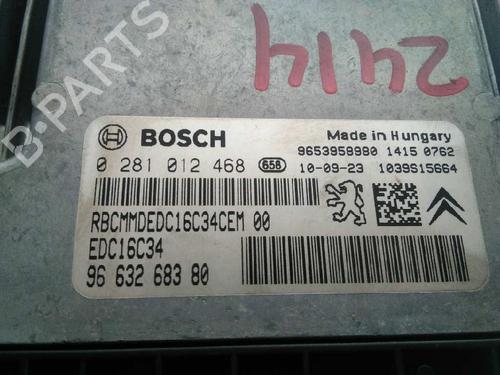 2414
B-PARTS
BOSCH
Made in Hungary
9653958980 1415 0762
0 281 012 468 656 10-09-23 1039S15664
RBCMMDEDC16C34CEM 00
EDC16C34
96 632 683 80